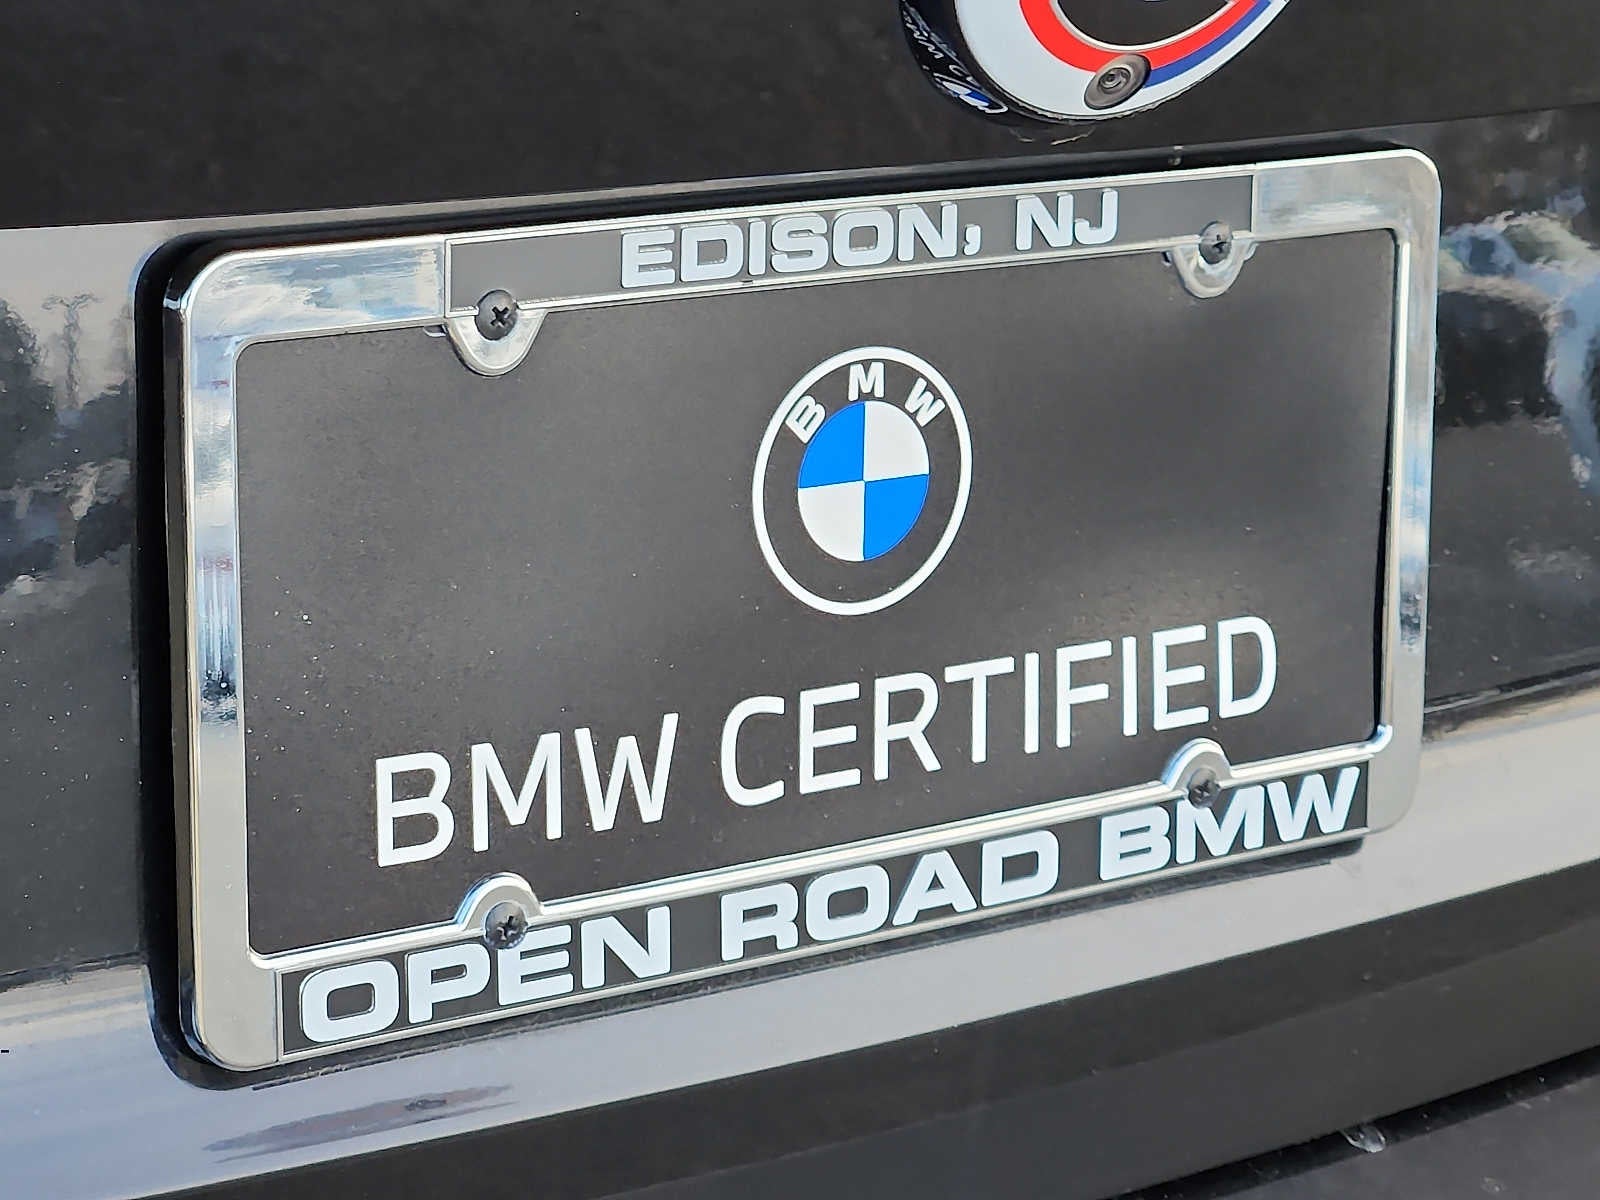 EDISON, NJ
BMW
BMW CERTIFIED
OPEN ROAD BMW